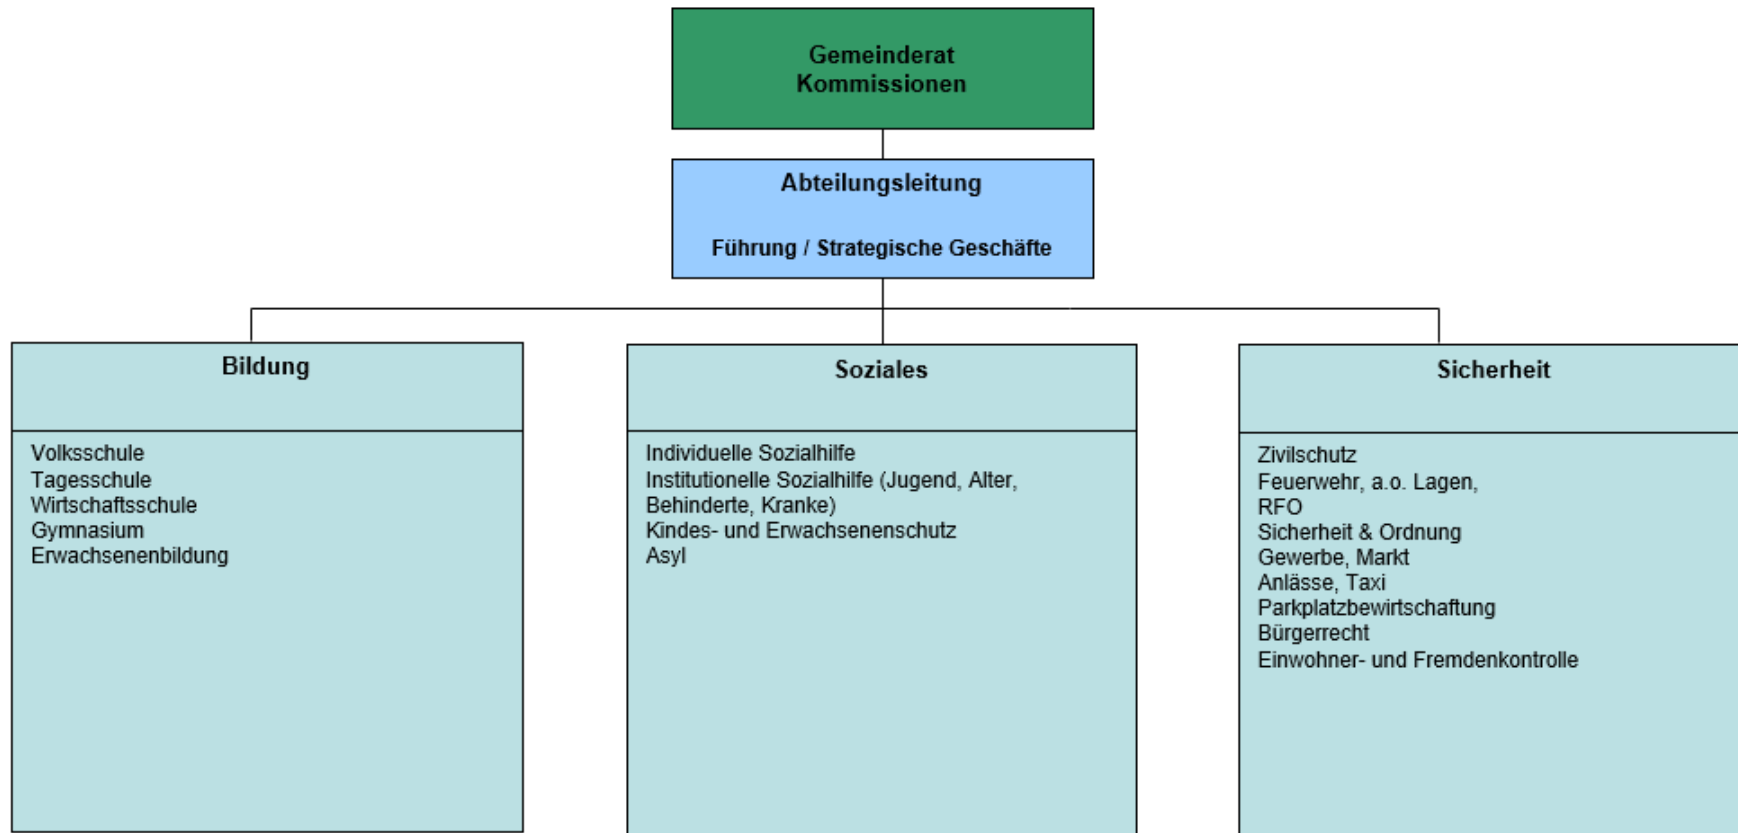 Gemeinderat
Kommissionen
Abteilungsleitung
Führung / Strategische Geschäfte
Bildung
Volksschule
Tagesschule
Wirtschaftsschule
Gymnasium
Erwachsenenbildung
Soziales
Individuelle Sozialhilfe
Institutionelle Sozialhilfe (Jugend, Alter,
Behinderte, Kranke)
Kindes- und Erwachsenenschutz
Asyl
Sicherheit
Zivilschutz
Feuerwehr, a.o. Lagen,
RFO
Sicherheit & Ordnung
Gewerbe, Markt
Anlässe, Taxi
Parkplatzbewirtschaftung
Bürgerrecht
Einwohner- und Fremdenkontrolle